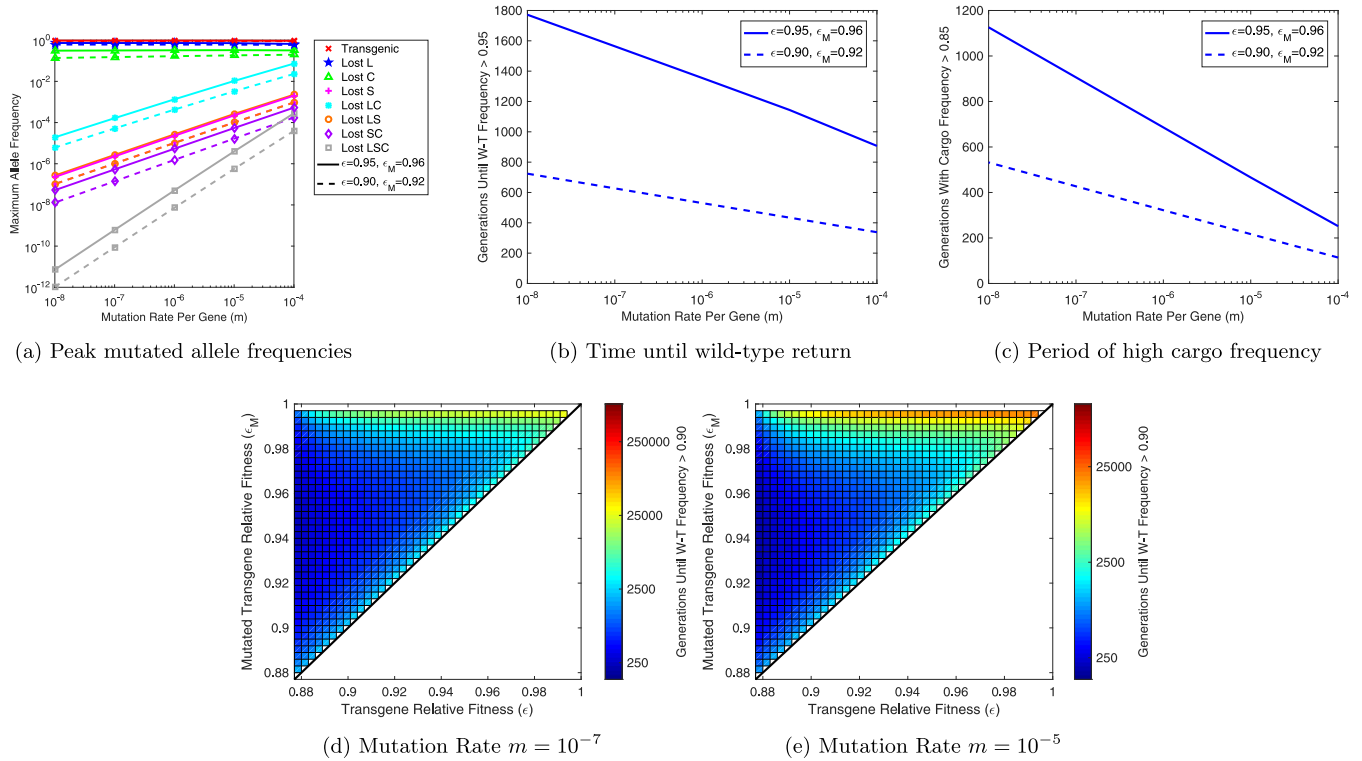 Maximum Allele Frequency
10^0
10^-2
10^-4
10^-6
10^-8
10^-10
10^-12
10^-8 10^-7 10^-6 10^-5 10^-4
Mutation Rate Per Gene (m)
Transgenic
Lost L
Lost C
Lost S
Lost LC
Lost LS
Lost SC
Lost LSC
ϵ=0.95, ϵ_M=0.96
ϵ=0.90, ϵ_M=0.92
(a) Peak mutated allele frequencies
Generations Until W-T Frequency > 0.95
1800
1600
1400
1200
1000
800
600
400
200
0
10^-8 10^-7 10^-6 10^-5 10^-4
Mutation Rate Per Gene (m)
ϵ=0.95, ϵ_M=0.96
ϵ=0.90, ϵ_M=0.92
(b) Time until wild-type return
Generations With Cargo Frequency > 0.85
1200
1000
800
600
400
200
0
10^-8 10^-7 10^-6 10^-5 10^-4
Mutation Rate Per Gene (m)
ϵ=0.95, ϵ_M=0.96
ϵ=0.90, ϵ_M=0.92
(c) Period of high cargo frequency
Mutated Transgene Relative Fitness (ϵ_M)
1
0.98
0.96
0.94
0.92
0.9
0.88
0.88 0.9 0.92 0.94 0.96 0.98 1
Transgene Relative Fitness (ϵ)
250000
25000
2500
250
Generations Until W-T Frequency > 0.90
(d) Mutation Rate m = 10^-7
Mutated Transgene Relative Fitness (ϵ_M)
1
0.98
0.96
0.94
0.92
0.9
0.88
0.88 0.9 0.92 0.94 0.96 0.98 1
Transgene Relative Fitness (ϵ)
25000
2500
250
Generations Until W-T Frequency > 0.90
(e) Mutation Rate m = 10^-5